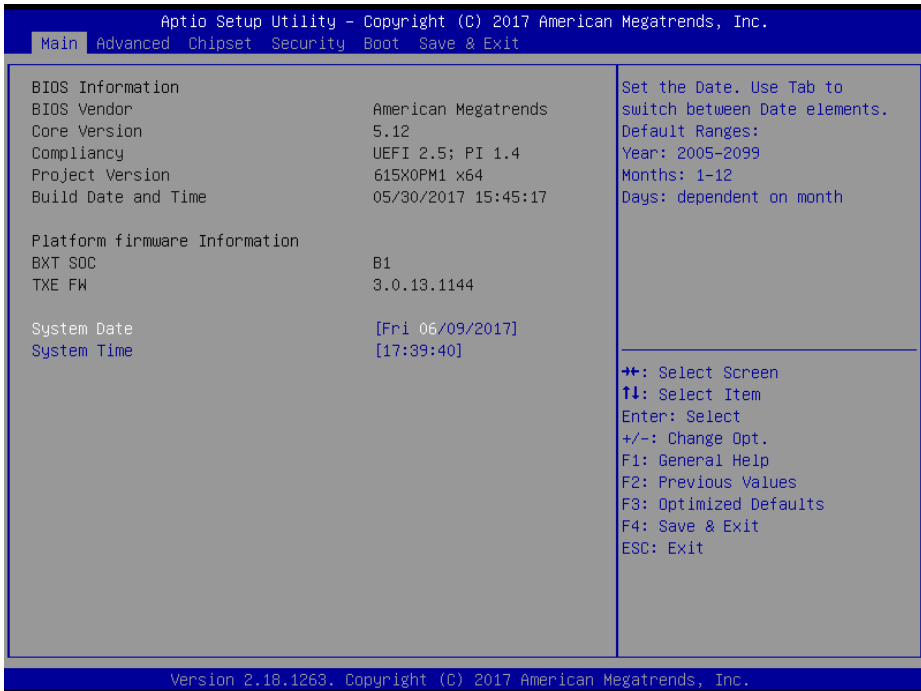 Aptio Setup Utility – Copyright (C) 2017 American Megatrends, Inc.
Main Advanced Chipset Security Boot Save & Exit
BIOS Information
BIOS Vendor American Megatrends
Core Version 5.12
Compliancy UEFI 2.5; PI 1.4
Project Version 615X0PM1 x64
Build Date and Time 05/30/2017 15:45:17
Platform firmware Information
BXT SOC B1
TXE FW 3.0.13.1144
System Date [Fri 06/09/2017]
System Time [17:39:40]
Set the Date. Use Tab to
switch between Date elements.
Default Ranges:
Year: 2005-2099
Months: 1-12
Days: dependent on month
→←: Select Screen
↑↓: Select Item
Enter: Select
+/-: Change Opt.
F1: General Help
F2: Previous Values
F3: Optimized Defaults
F4: Save & Exit
ESC: Exit
Version 2.18.1263. Copyright (C) 2017 American Megatrends, Inc.